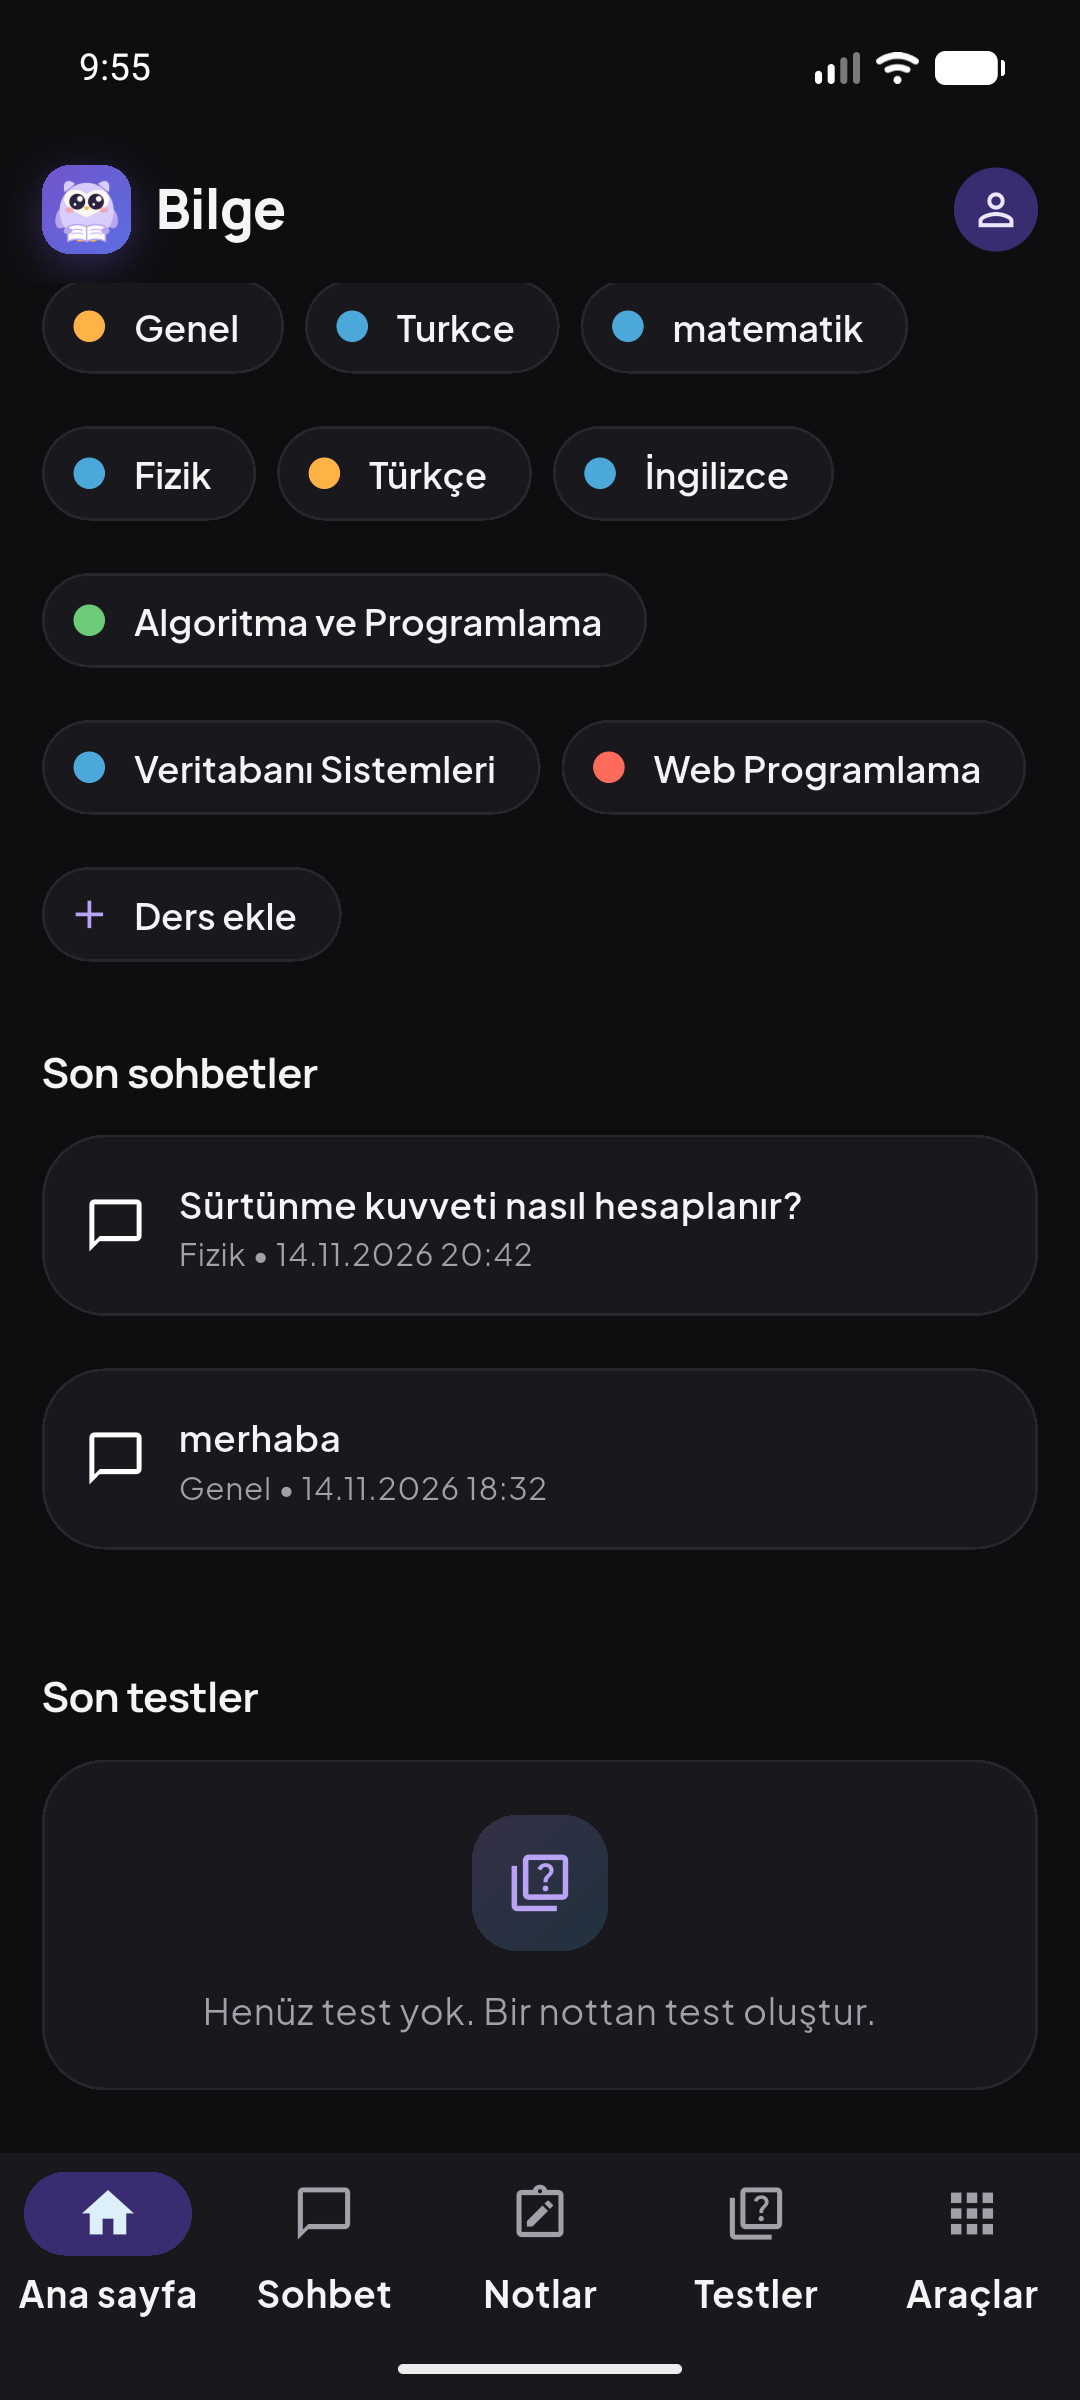 9:55
Bilge
Genel
Turkce
matematik
Fizik
Türkçe
İngilizce
Algoritma ve Programlama
Veritabanı Sistemleri
Web Programlama
Ders ekle
Son sohbetler
Sürtünme kuvveti nasıl hesaplanır?
Fizik • 14.11.2026 20:42
merhaba
Genel • 14.11.2026 18:32
Son testler
Henüz test yok. Bir nottan test oluştur.
Ana sayfa
Sohbet
Notlar
Testler
Araçlar